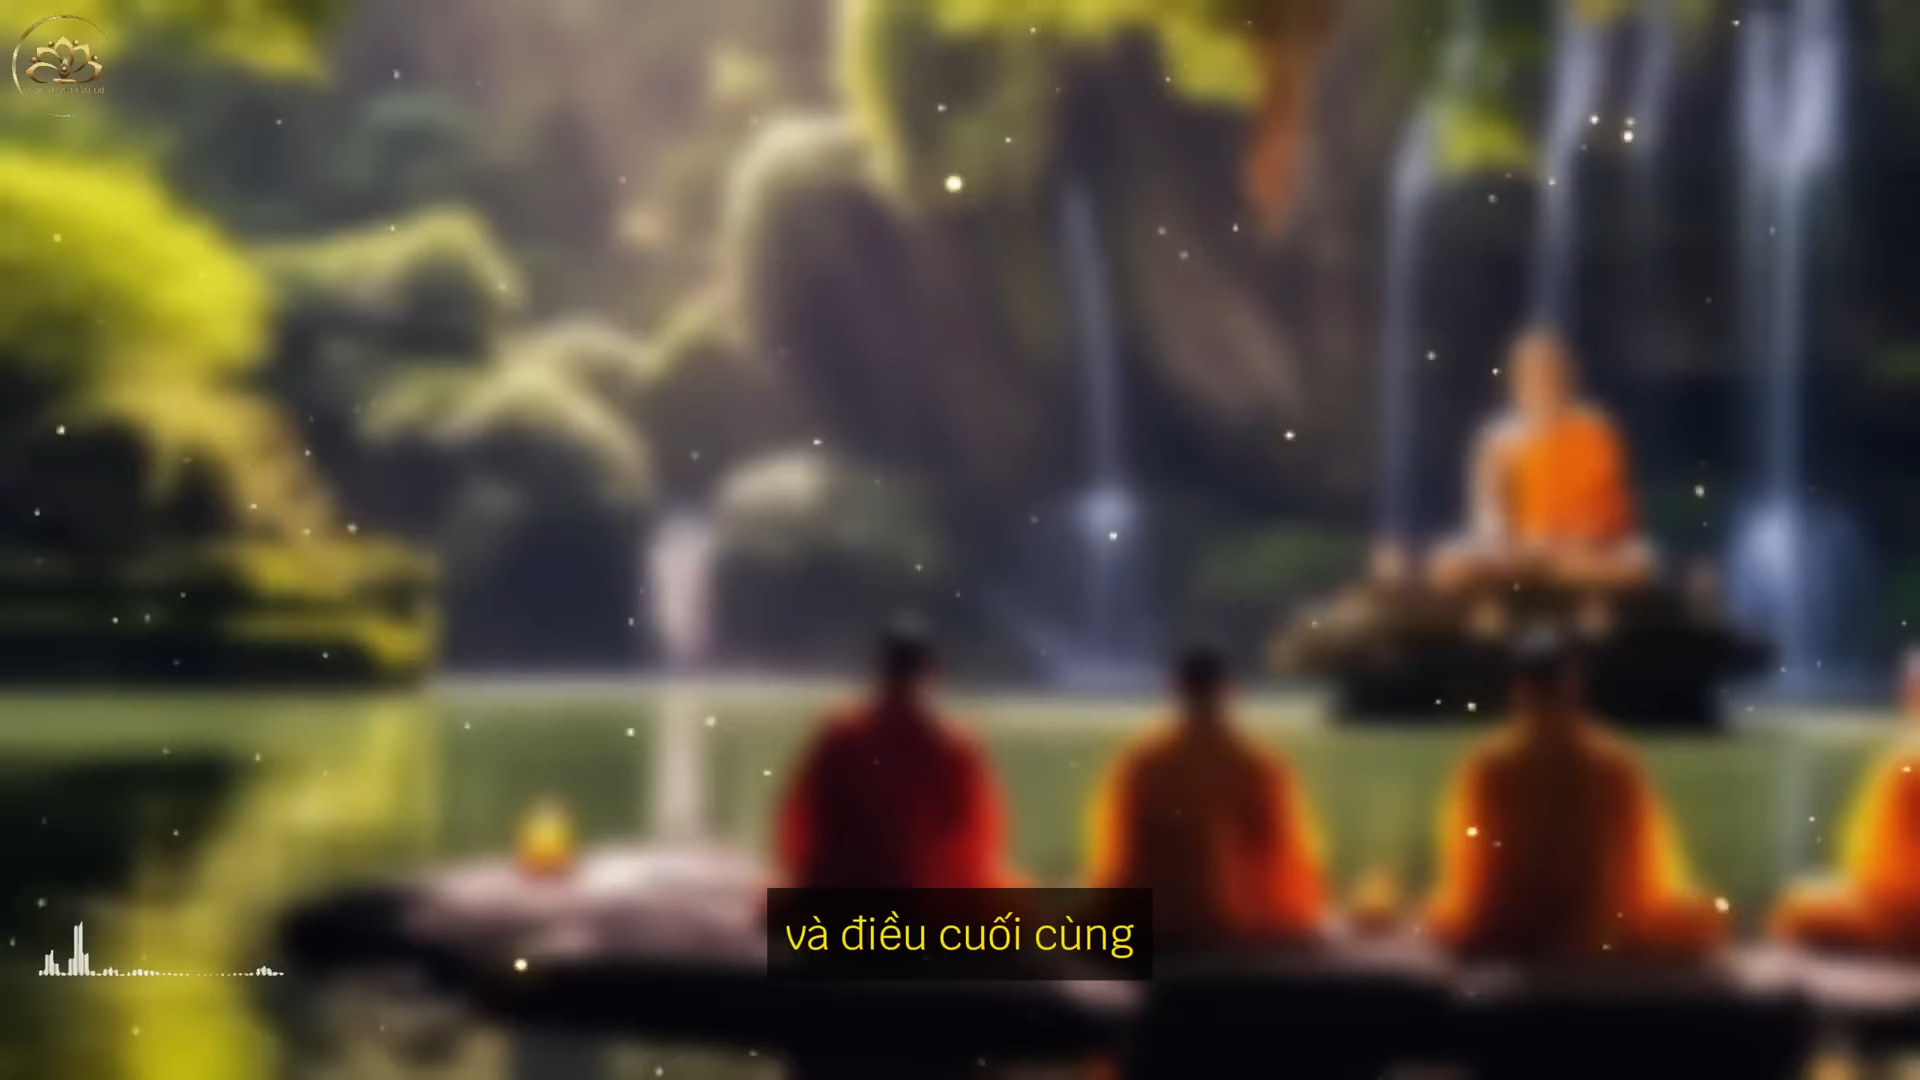 và điều cuối cùng